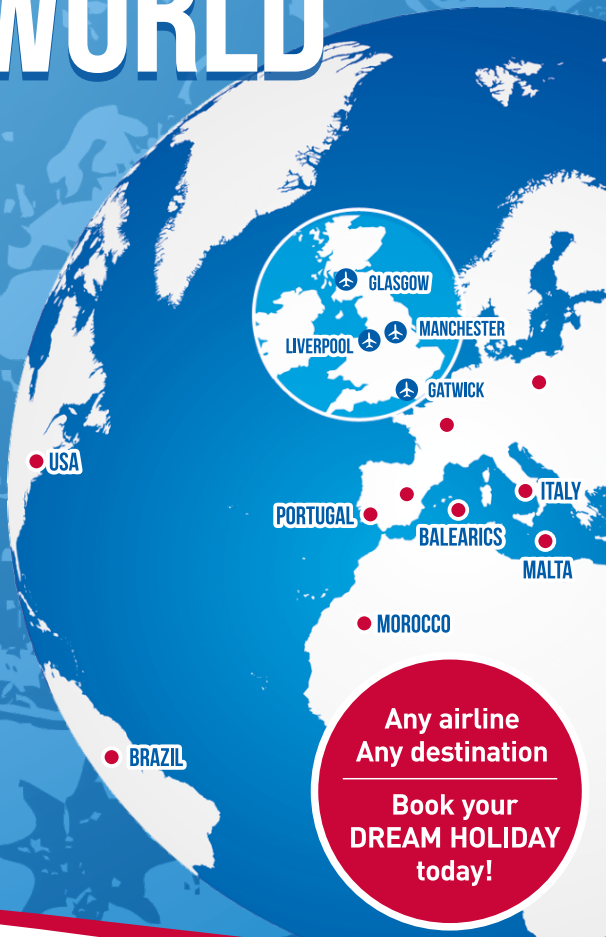 WORLD
GLASGOW
MANCHESTER
LIVERPOOL
GATWICK
USA
ITALY
PORTUGAL
BALEARICS
MALTA
MOROCCO
BRAZIL
Any airline
Any destination
Book your
DREAM HOLIDAY
today!